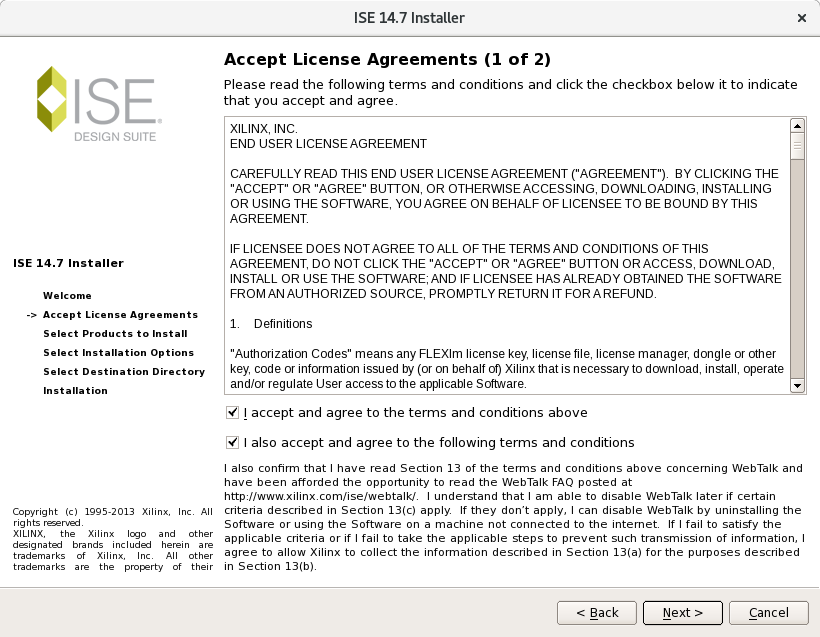 ISE 14.7 Installer
ISE
DESIGN SUITE
ISE 14.7 Installer
Welcome
-> Accept License Agreements
Select Products to Install
Select Installation Options
Select Destination Directory
Installation
Copyright (c) 1995-2013 Xilinx, Inc. All
rights reserved.
XILINX, the Xilinx logo and other
designated brands included herein are
trademarks of Xilinx, Inc. All other
trademarks are the property of their
Accept License Agreements (1 of 2)
Please read the following terms and conditions and click the checkbox below it to indicate
that you accept and agree.
XILINX, INC.
END USER LICENSE AGREEMENT
CAREFULLY READ THIS END USER LICENSE AGREEMENT ("AGREEMENT").  BY CLICKING THE
"ACCEPT" OR "AGREE" BUTTON, OR OTHERWISE ACCESSING, DOWNLOADING, INSTALLING
OR USING THE SOFTWARE, YOU AGREE ON BEHALF OF LICENSEE TO BE BOUND BY THIS
AGREEMENT.
IF LICENSEE DOES NOT AGREE TO ALL OF THE TERMS AND CONDITIONS OF THIS
AGREEMENT, DO NOT CLICK THE "ACCEPT" OR "AGREE" BUTTON OR ACCESS, DOWNLOAD,
INSTALL OR USE THE SOFTWARE; AND IF LICENSEE HAS ALREADY OBTAINED THE SOFTWARE
FROM AN AUTHORIZED SOURCE, PROMPTLY RETURN IT FOR A REFUND.
1.    Definitions
"Authorization Codes" means any FLEXlm license key, license file, license manager, dongle or other
key, code or information issued by (or on behalf of) Xilinx that is necessary to download, install, operate
and/or regulate User access to the applicable Software.
I accept and agree to the terms and conditions above
I also accept and agree to the following terms and conditions
I also confirm that I have read Section 13 of the terms and conditions above concerning WebTalk and
have been afforded the opportunity to read the WebTalk FAQ posted at
http://www.xilinx.com/ise/webtalk/.  I understand that I am able to disable WebTalk later if certain
criteria described in Section 13(c) apply.  If they don't apply, I can disable WebTalk by uninstalling the
Software or using the Software on a machine not connected to the internet.  If I fail to satisfy the
applicable criteria or if I fail to take the applicable steps to prevent such transmission of information, I
agree to allow Xilinx to collect the information described in Section 13(a) for the purposes described
in Section 13(b).
< Back
Next >
Cancel